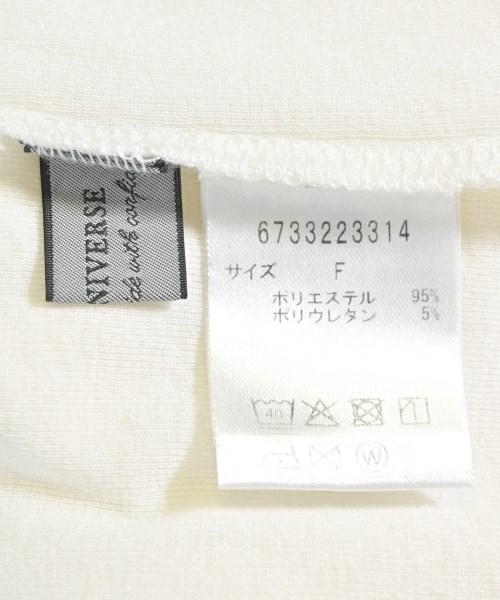 NIVERSE
6733223314
サイズ F
ポリエステル 95%
ポリウレタン 5%
40
W